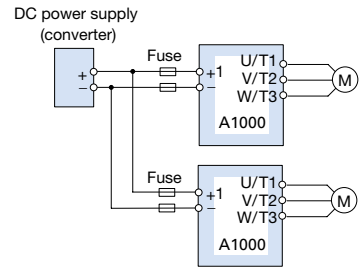 DC power supply
(converter)
+
−
Fuse
+1
−
U/T1
V/T2
W/T3
A1000
M
Fuse
+1
−
U/T1
V/T2
W/T3
A1000
M